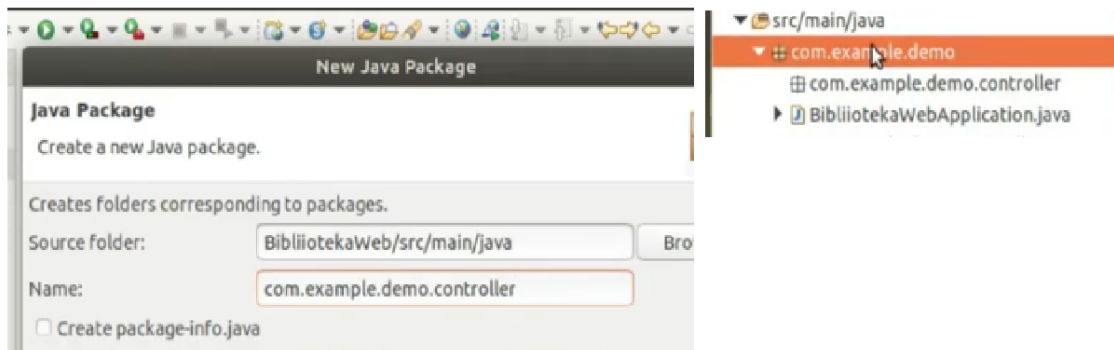 New Java Package
Java Package
Create a new Java package.
Creates folders corresponding to packages.
Source folder: BibliiotekaWeb/src/main/java Bro
Name: com.example.demo.controller
Create package-info.java
src/main/java
com.example.demo
com.example.demo.controller
BibliiotekaWebApplication.java